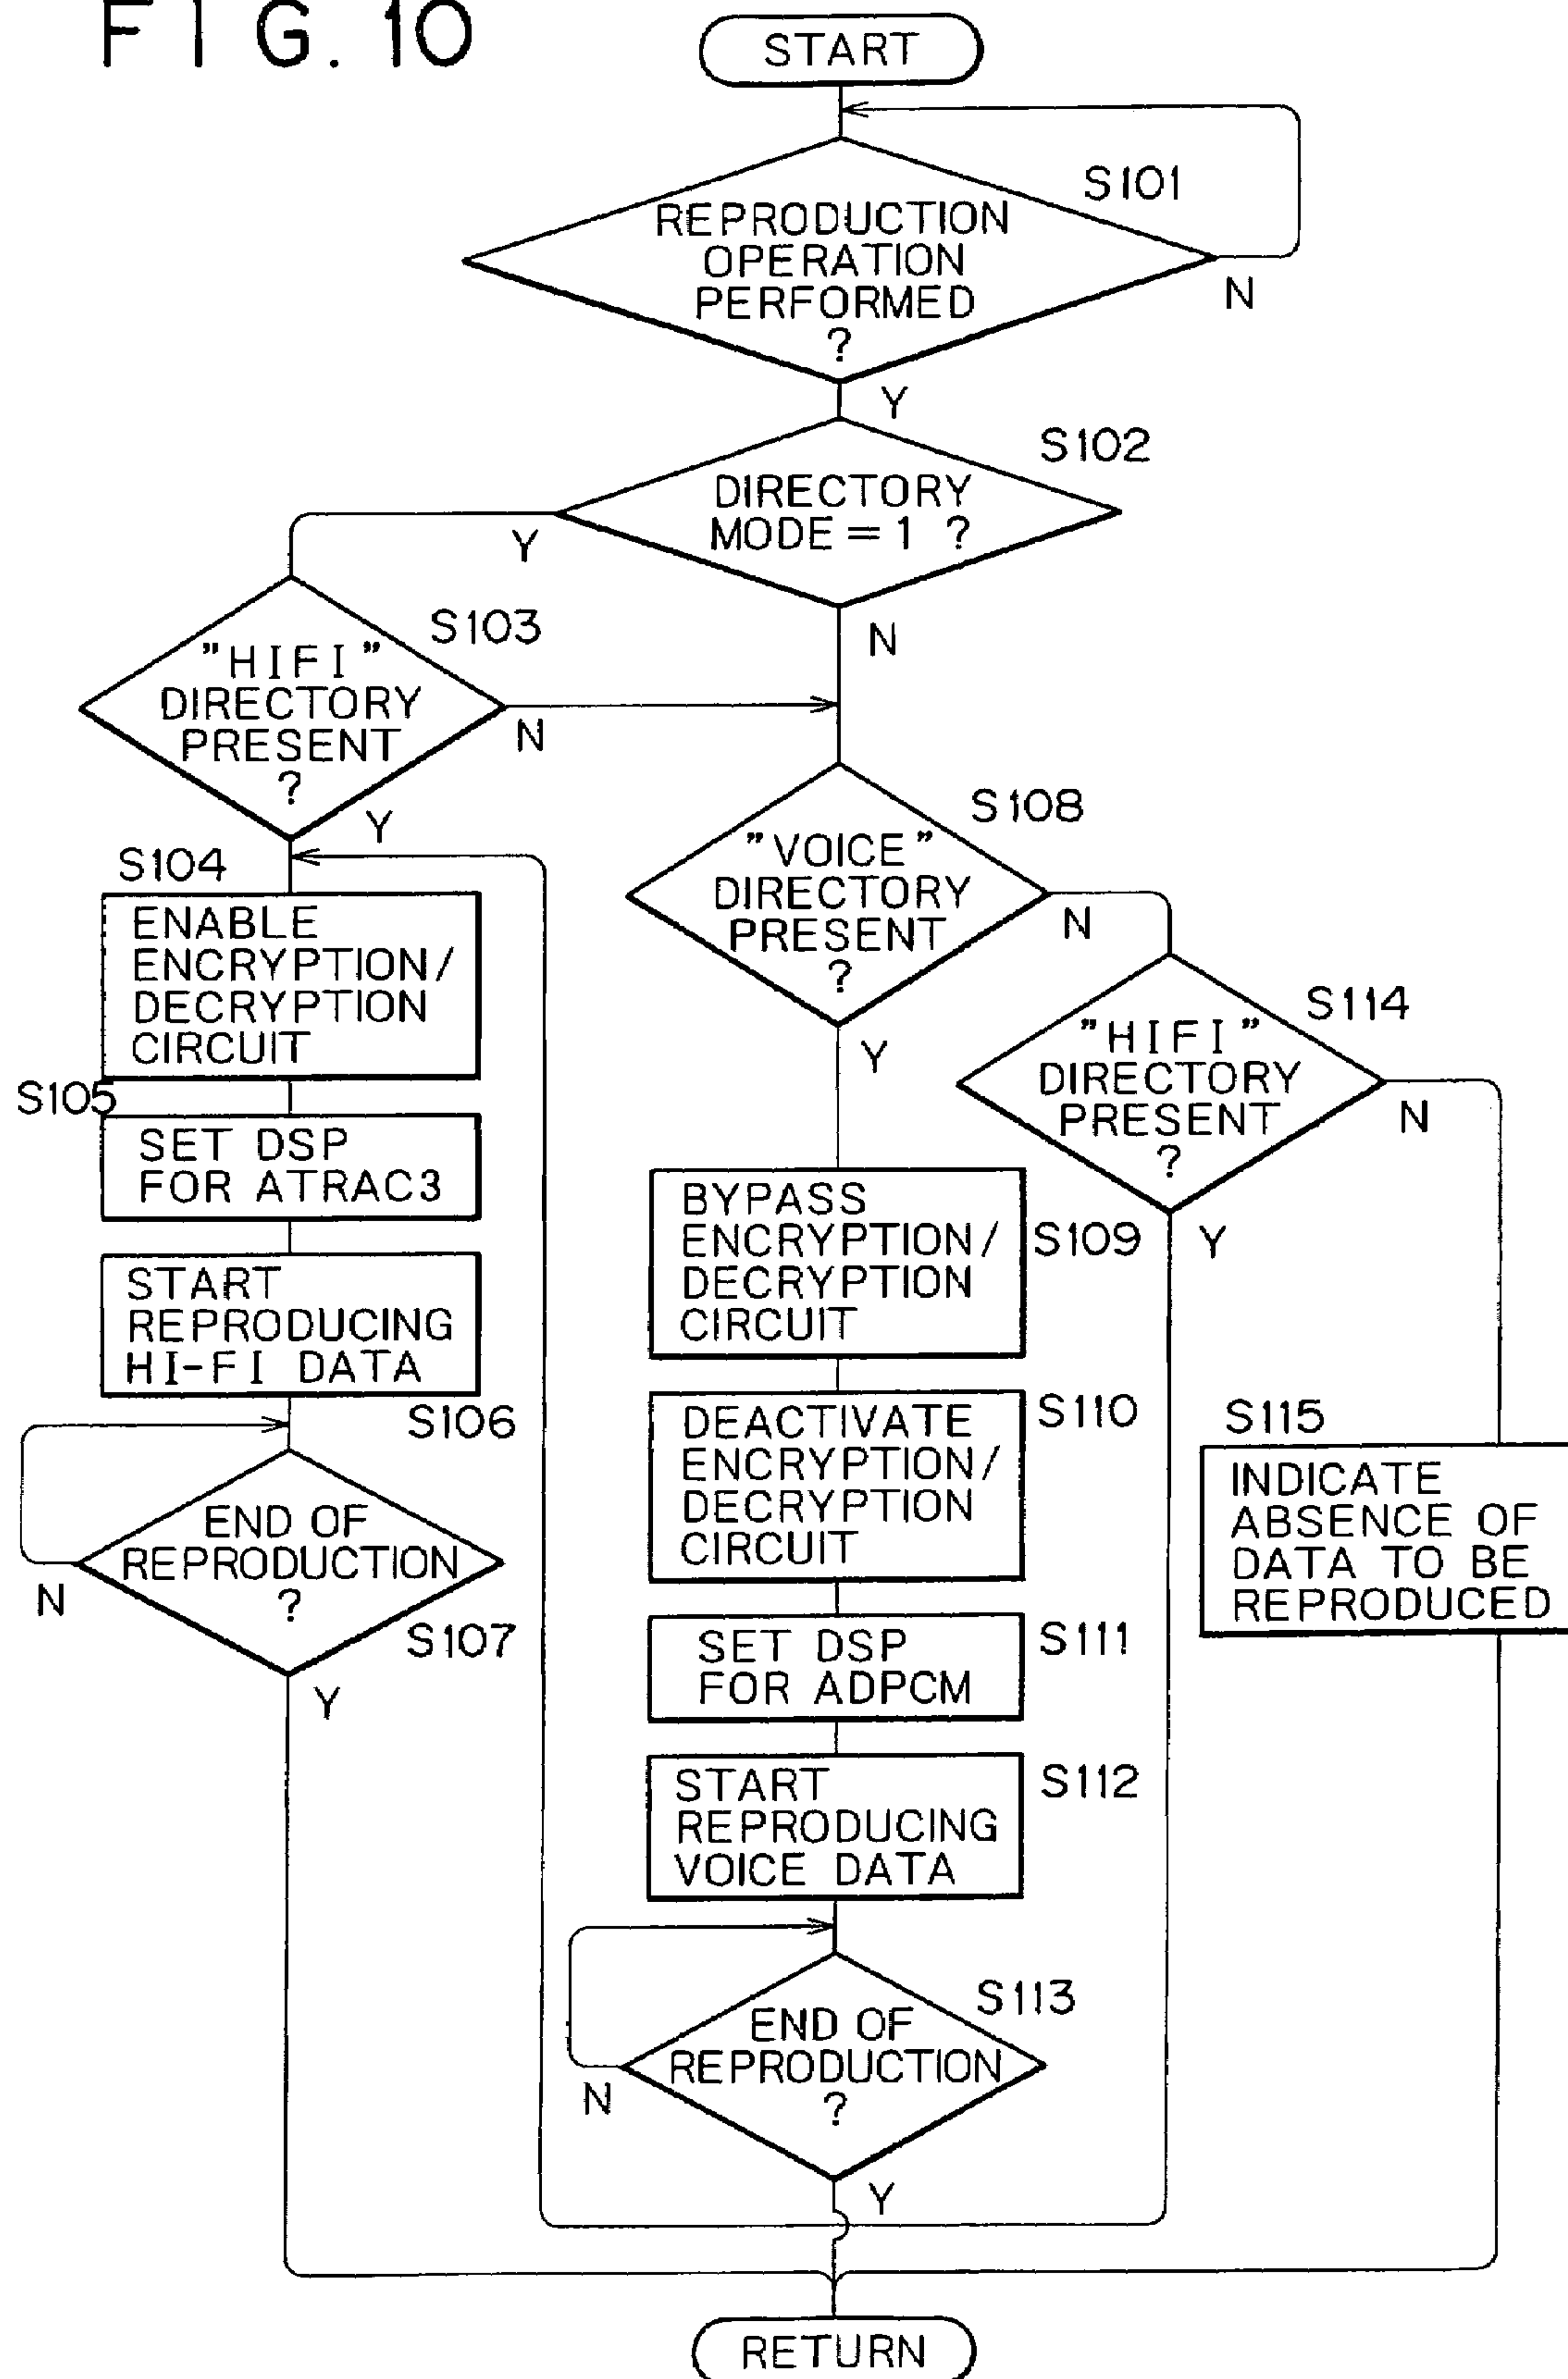 FIG. 10
START
S101
REPRODUCTION
OPERATION
PERFORMED
?
N
Y
S102
DIRECTORY
MODE = 1 ?
Y
N
S103
"HIFI"
DIRECTORY
PRESENT
?
N
Y
S104
ENABLE
ENCRYPTION/
DECRYPTION
CIRCUIT
S105
SET DSP
FOR ATRAC3
START
REPRODUCING
HI-FI DATA
S106
END OF
REPRODUCTION
?
N
S107
Y
S108
"VOICE"
DIRECTORY
PRESENT
?
N
Y
S114
"HIFI"
DIRECTORY
PRESENT
?
N
Y
BYPASS
ENCRYPTION/
DECRYPTION
CIRCUIT
S109
DEACTIVATE
ENCRYPTION/
DECRYPTION
CIRCUIT
S110
SET DSP
FOR ADPCM
S111
START
REPRODUCING
VOICE DATA
S112
S113
END OF
REPRODUCTION
?
N
Y
S115
INDICATE
ABSENCE OF
DATA TO BE
REPRODUCED
RETURN